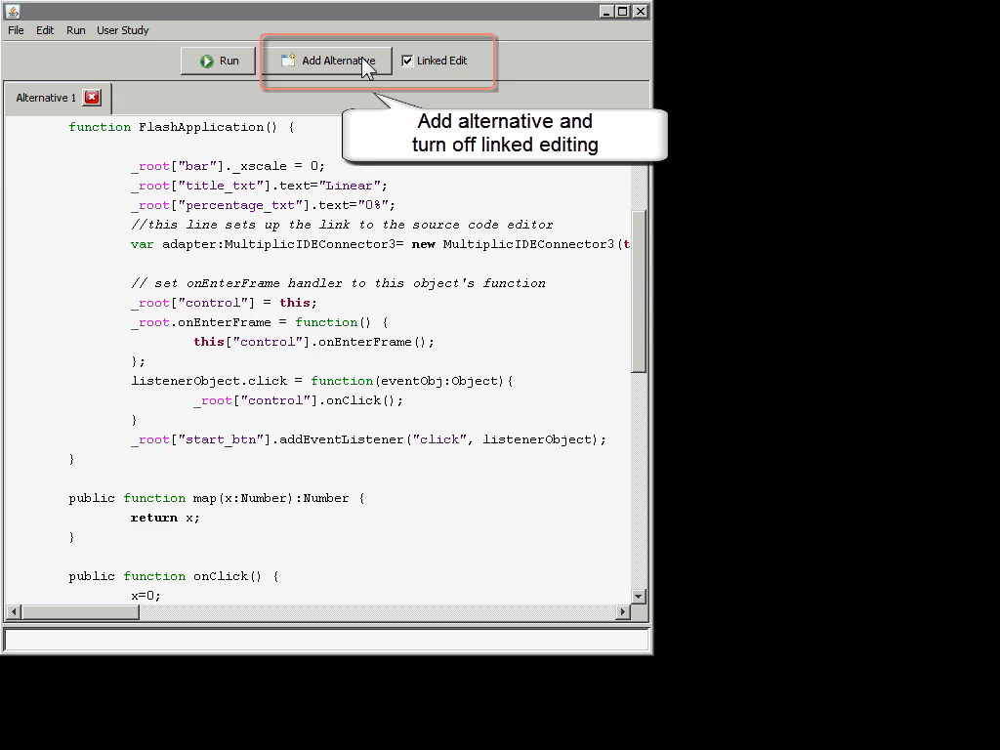 File Edit Run User Study
Run Add Alternative Linked Edit
Alternative 1
Add alternative and
turn off linked editing
function FlashApplication() {
_root["bar"]._xscale = 0;
_root["title_txt"].text="Linear";
_root["percentage_txt"].text="0%";
//this line sets up the link to the source code editor
var adapter:MultiplicIDEConnector3= new MultiplicIDEConnector3(t
// set onEnterFrame handler to this object's function
_root["control"] = this;
_root.onEnterFrame = function() {
this["control"].onEnterFrame();
};
listenerObject.click = function(eventObj:Object){
_root["control"].onClick();
}
_root["start_btn"].addEventListener("click", listenerObject);
}
public function map(x:Number):Number {
return x;
}
public function onClick() {
x=0;